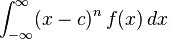 ∫_{-∞}^{∞} (x − c)^n f(x) dx